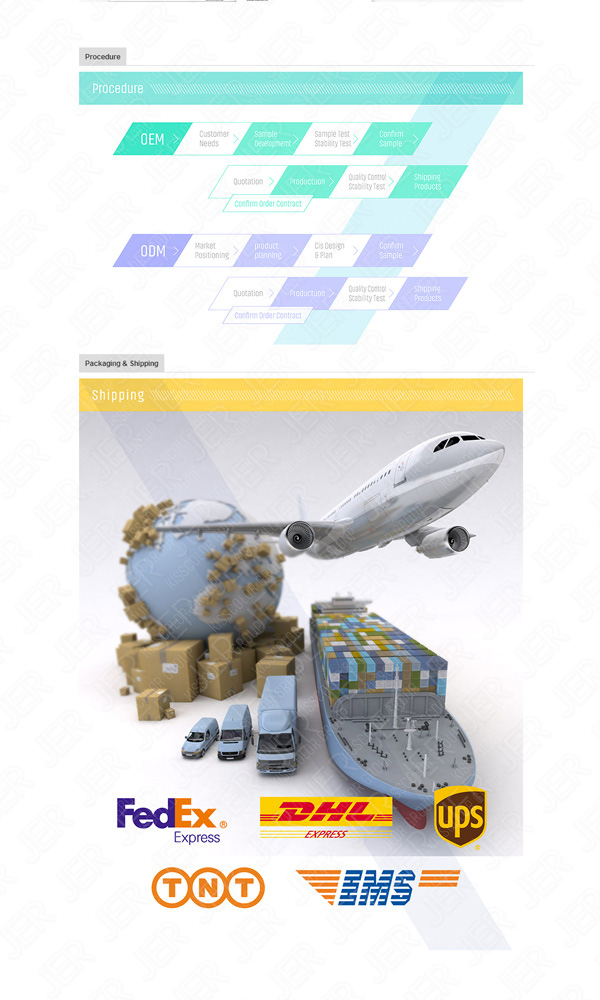 Procedure
Procedure
OEM
Customer
Needs
Sample
Development
Sample Test
Stability Test
Confirm
Sample
Quotation
Production
Quality Control
Stability Test
Shipping
Products
Confirm Order Contract
ODM
Market
Positioning
product
planning
Cis Design
& Plan
Confirm
Sample
Quotation
Production
Quality Control
Stability Test
Shipping
Products
Confirm Order Contract
Packaging & Shipping
Shipping
FedEx®
Express
DHL
EXPRESS
ups
TNT
EMS
JER